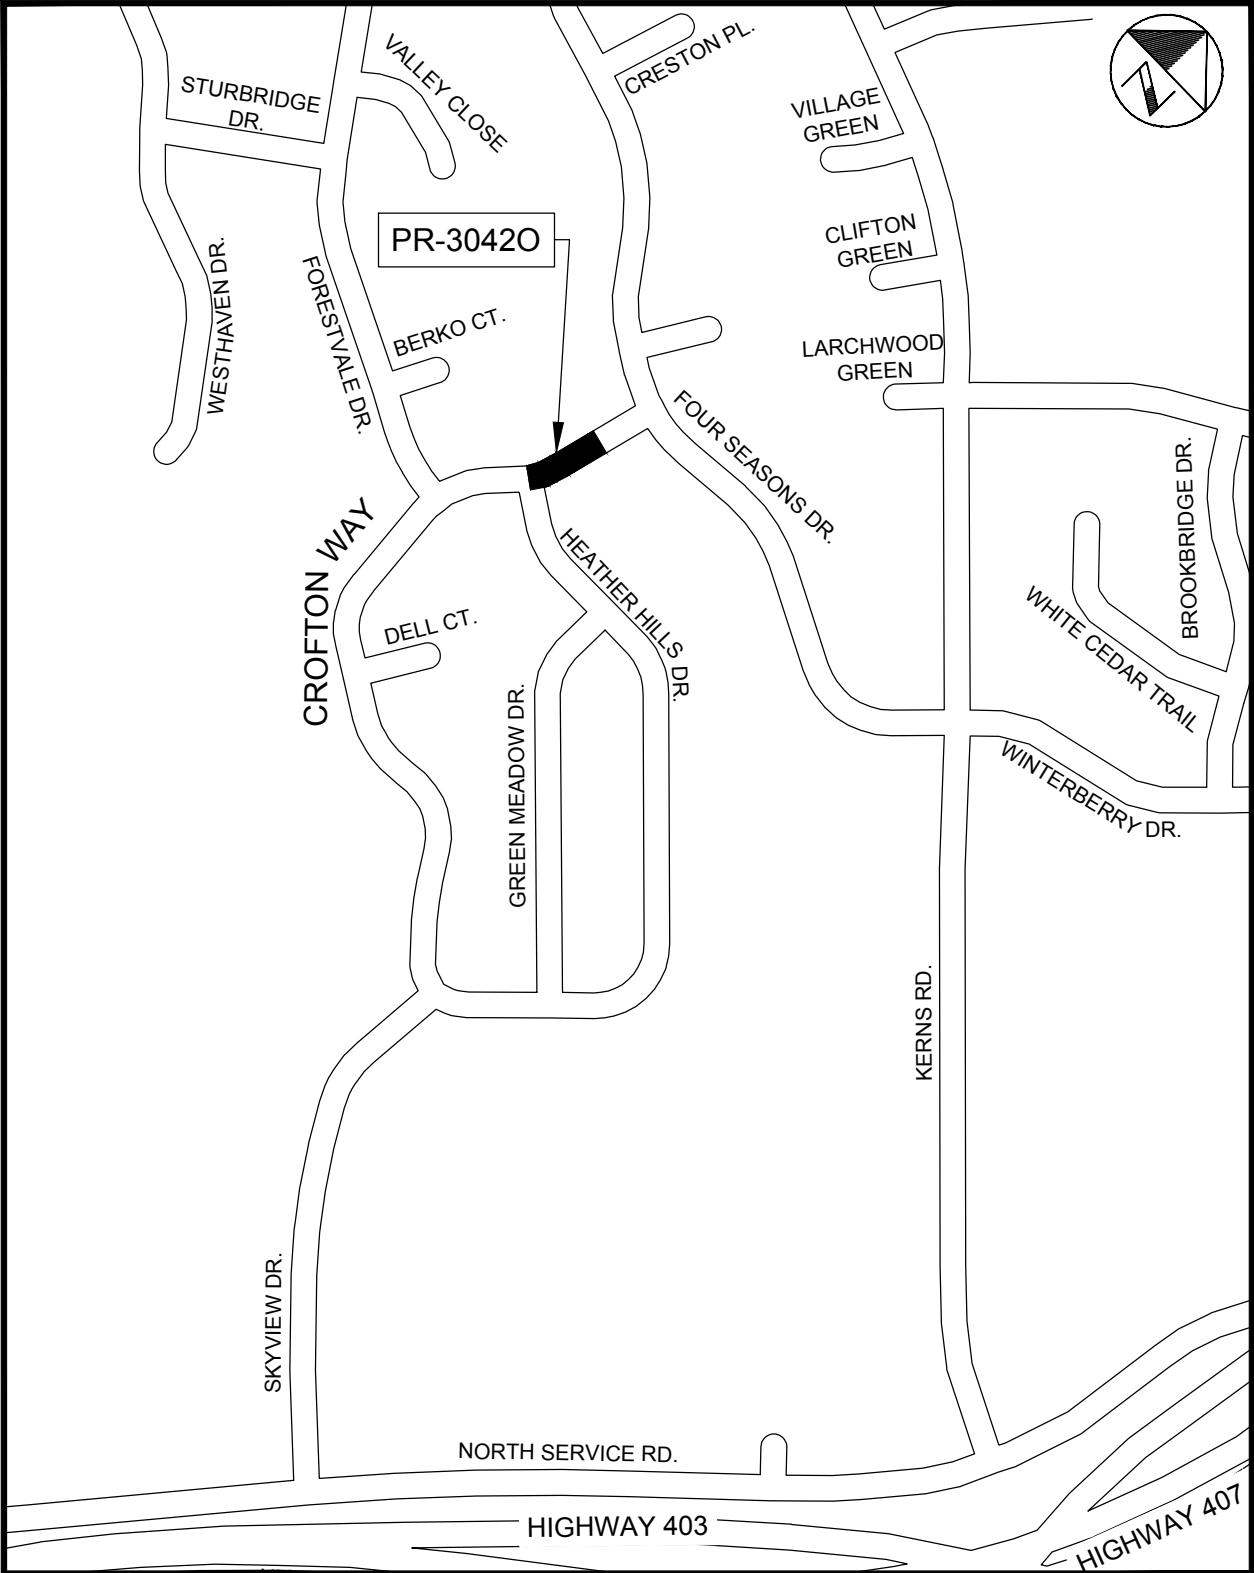 VALLEY CLOSE
CRESTON PL.
STURBRIDGE
DR.
VILLAGE
GREEN
PR-3042O
CLIFTON
GREEN
WESTHAVEN DR.
FORESTVALE DR.
BERKO CT.
LARCHWOOD
GREEN
FOUR SEASONS DR.
BROOKBRIDGE DR.
CROFTON WAY
HEATHER HILLS DR.
DELL CT.
WHITE CEDAR TRAIL
GREEN MEADOW DR.
WINTERBERRY DR.
KERNS RD.
SKYVIEW DR.
NORTH SERVICE RD.
HIGHWAY 403
HIGHWAY 407